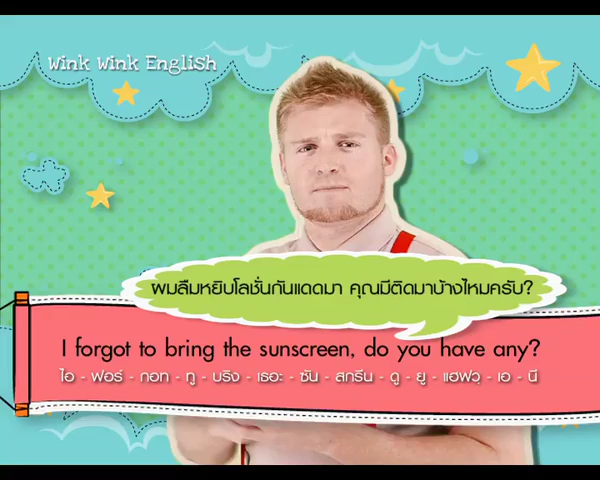 Wink Wink English
ผมลืมหยิบโลเชั่นกันแดดมา คุณมีติดมาบ้างไหมครับ?
I forgot to bring the sunscreen, do you have any?
ไอ - ฟอร์ - กอท - ทู - บริง - เธอะ - ซัน - สกรีน - ดู - ยู - แฮฟวฺ - เอ - นี